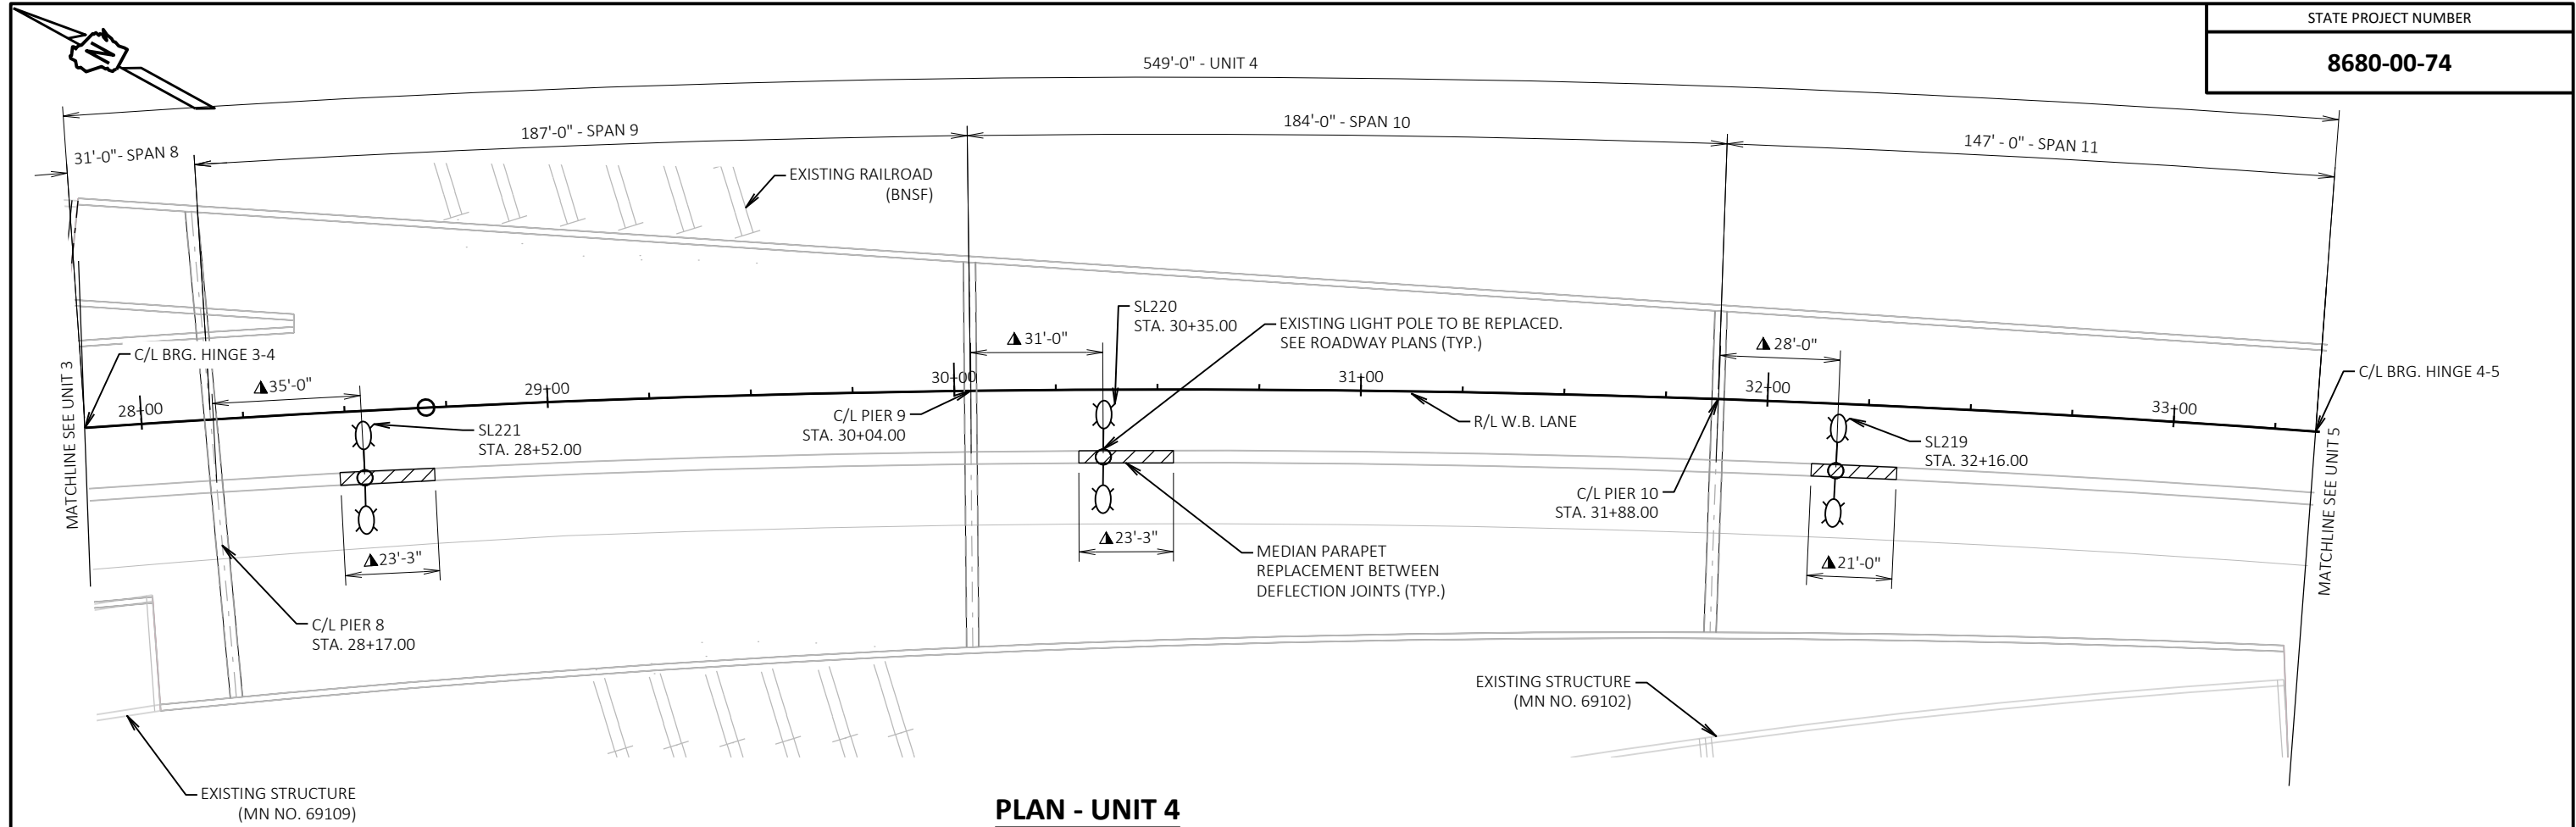 STATE PROJECT NUMBER
8680-00-74
N
549'-0" - UNIT 4
31'-0"- SPAN 8
187'-0" - SPAN 9
184'-0" - SPAN 10
147' - 0" - SPAN 11
EXISTING RAILROAD
(BNSF)
SL220
STA. 30+35.00
EXISTING LIGHT POLE TO BE REPLACED.
SEE ROADWAY PLANS (TYP.)
31'-0"
28'-0"
C/L BRG. HINGE 3-4
C/L BRG. HINGE 4-5
35'-0"
28+00
29+00
30+00
31+00
32+00
33+00
MATCHLINE SEE UNIT 3
C/L PIER 9
STA. 30+04.00
R/L W.B. LANE
SL221
STA. 28+52.00
SL219
STA. 32+16.00
C/L PIER 10
STA. 31+88.00
MATCHLINE SEE UNIT 5
23'-3"
23'-3"
21'-0"
MEDIAN PARAPET
REPLACEMENT BETWEEN
DEFLECTION JOINTS (TYP.)
C/L PIER 8
STA. 28+17.00
EXISTING STRUCTURE
(MN NO. 69102)
EXISTING STRUCTURE
(MN NO. 69109)
PLAN - UNIT 4